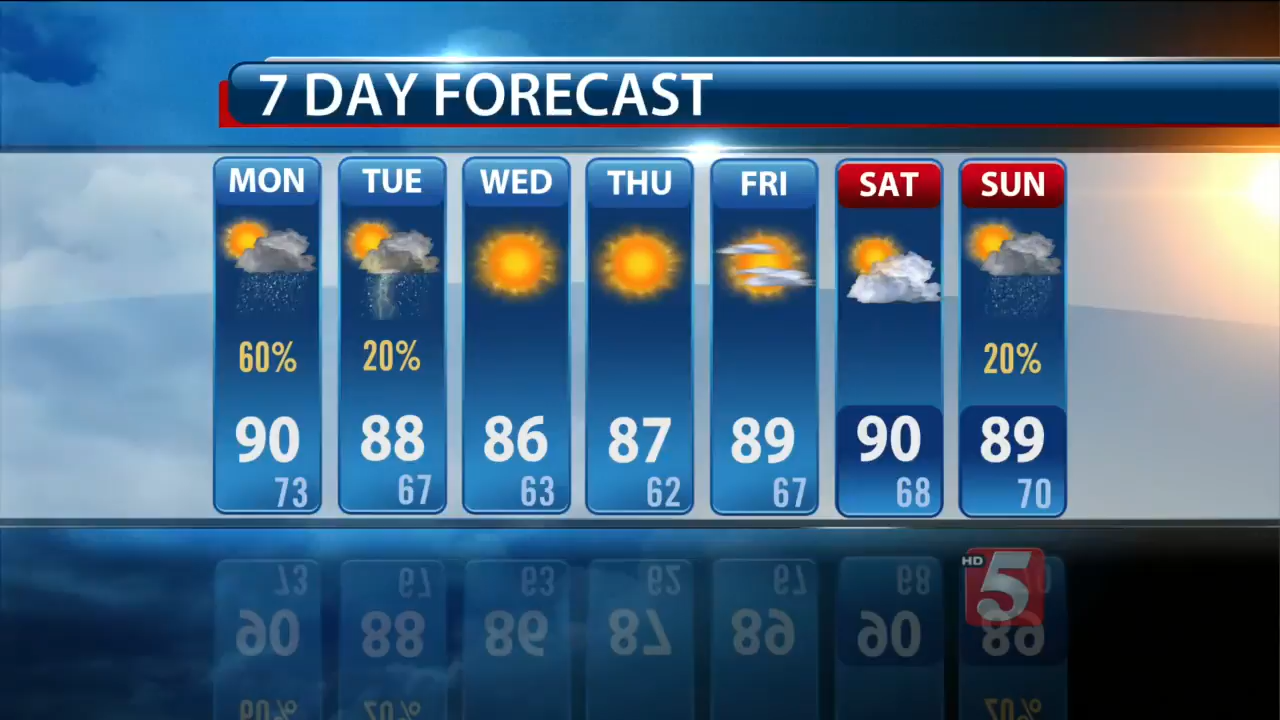 7 DAY FORECAST
MON TUE WED THU FRI SAT SUN
60% 20% 20%
90 88 86 87 89 90 89
73 67 63 62 67 68 70
HD 5